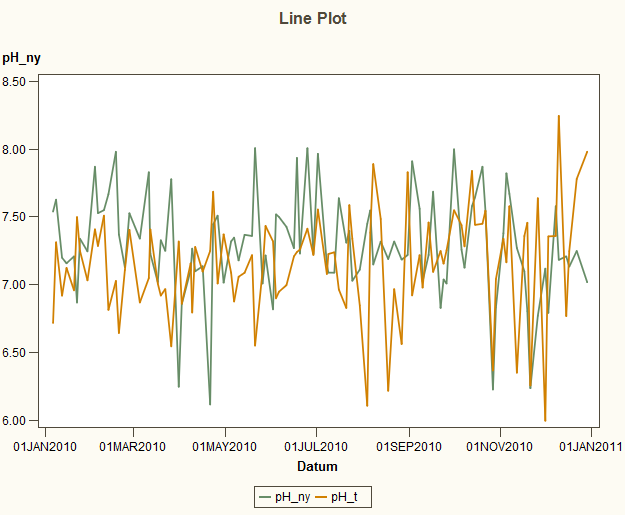 Line Plot
pH_ny
8.50
8.00
7.50
7.00
6.50
6.00
01JAN2010 01MAR2010 01MAY2010 01JUL2010 01SEP2010 01NOV2010 01JAN2011
Datum
pH_ny pH_t